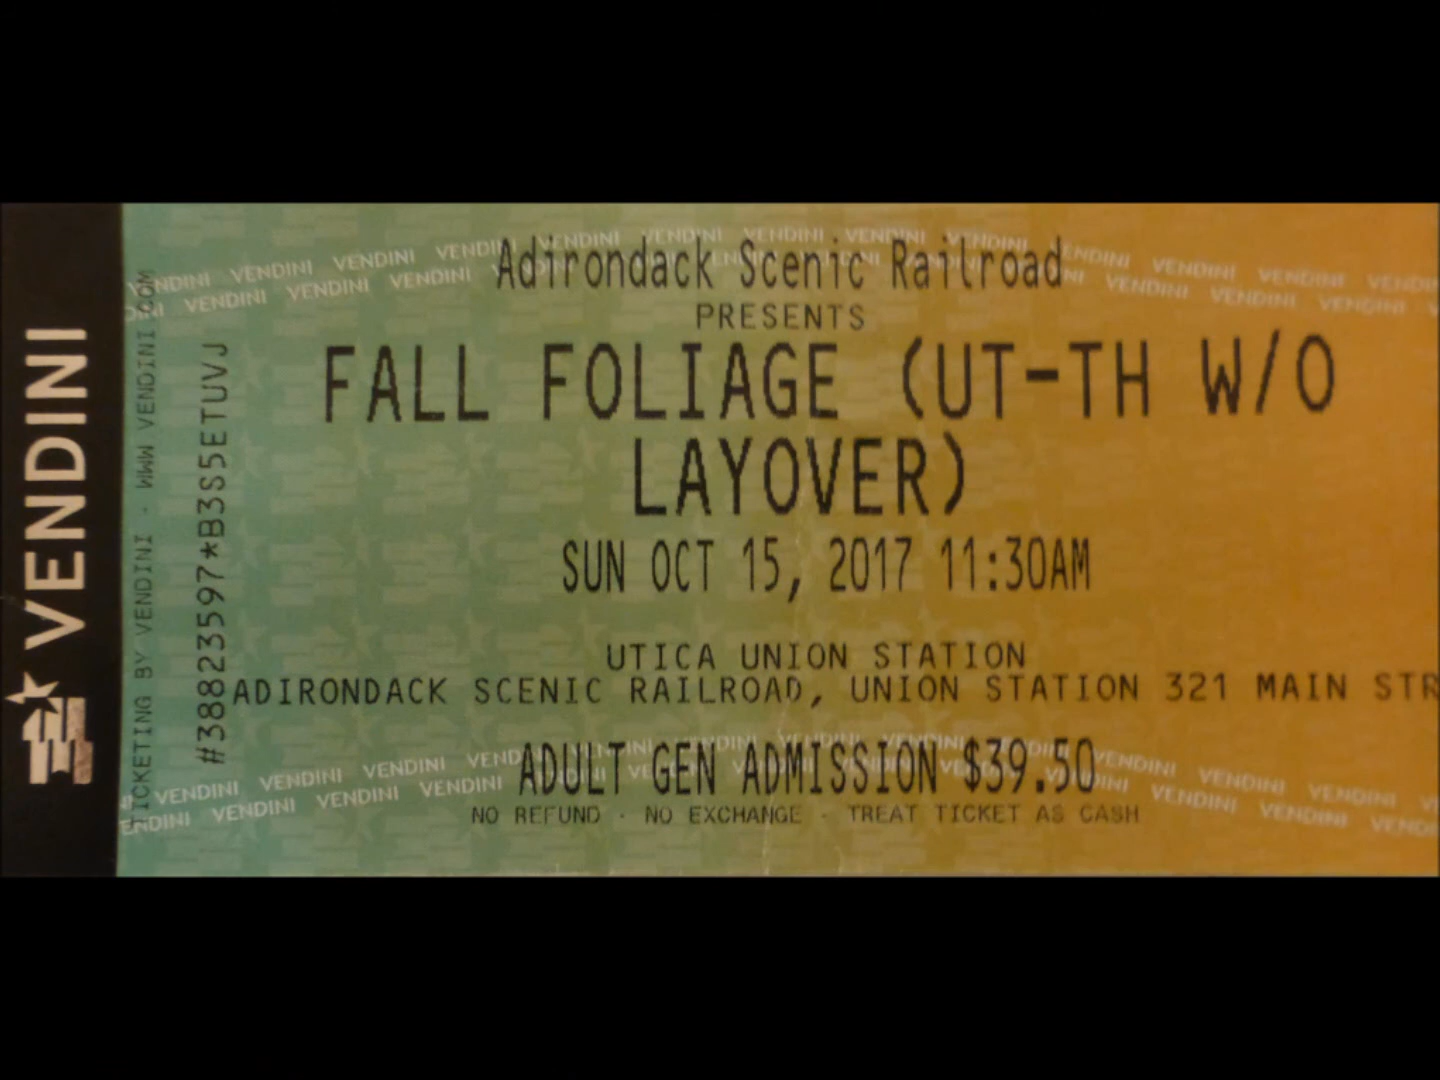 VENDINI
TICKETING BY VENDINI · WWW VENDINI.COM
#38823597*B3S5ETUVJ
Adirondack Scenic Railroad
PRESENTS
FALL FOLIAGE (UT-TH W/O
LAYOVER)
SUN OCT 15, 2017 11:30AM
UTICA UNION STATION
ADIRONDACK SCENIC RAILROAD, UNION STATION 321 MAIN STR
ADULT GEN ADMISSION $39.50
NO REFUND · NO EXCHANGE · TREAT TICKET AS CASH